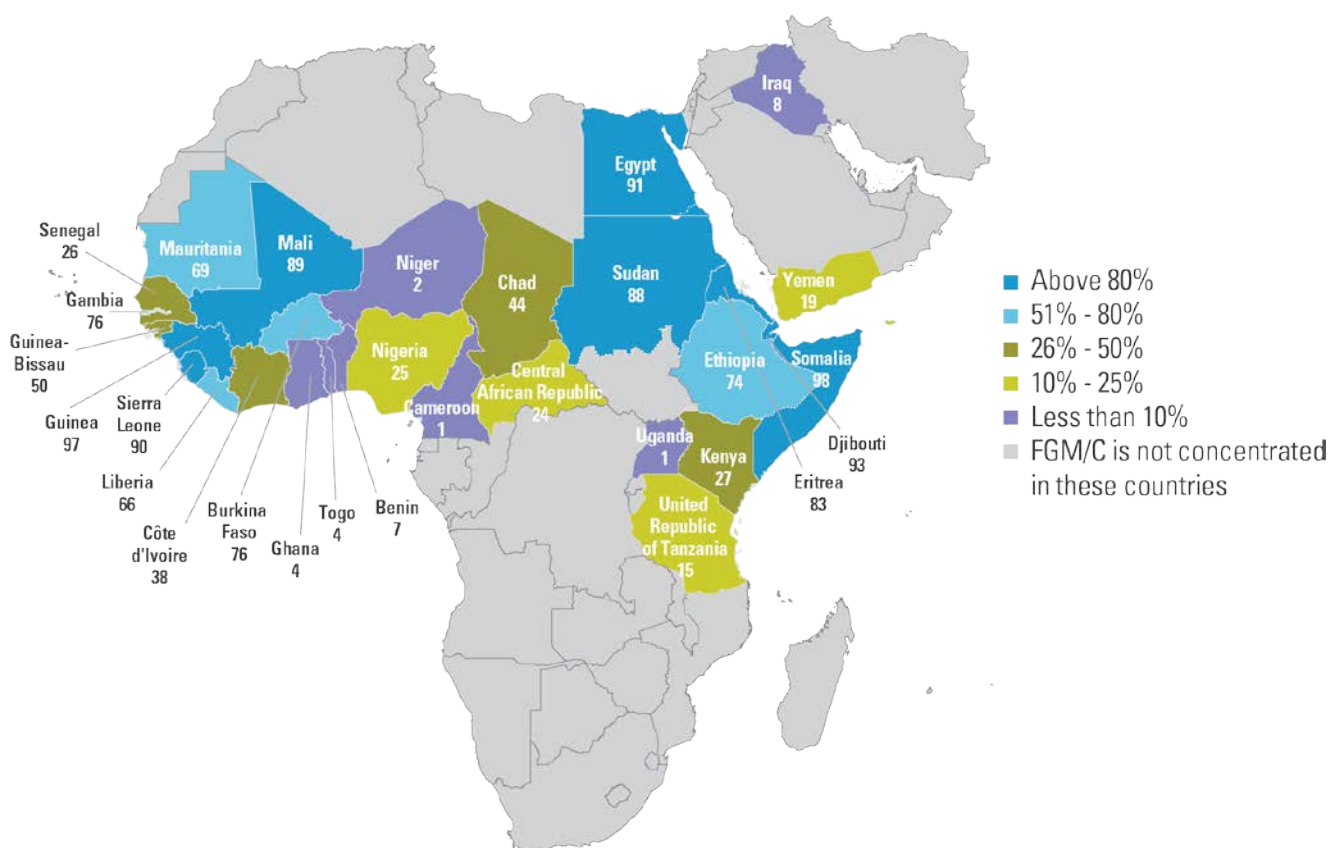 Iraq
8
Egypt
91
Senegal
26
Mauritania
69
Mali
89
Niger
2
Chad
44
Sudan
88
Yemen
19
Gambia
76
Guinea-
Bissau
50
Nigeria
25
Ethiopia
74
Somalia
98
Central
African Republic
24
Guinea
97
Sierra
Leone
90
Cameroon
1
Uganda
1
Kenya
27
Djibouti
93
Eritrea
83
Liberia
66
Côte
d'Ivoire
38
Burkina
Faso
76
Ghana
4
Togo
4
Benin
7
United
Republic
of Tanzania
15
Above 80%
51% - 80%
26% - 50%
10% - 25%
Less than 10%
FGM/C is not concentrated
in these countries